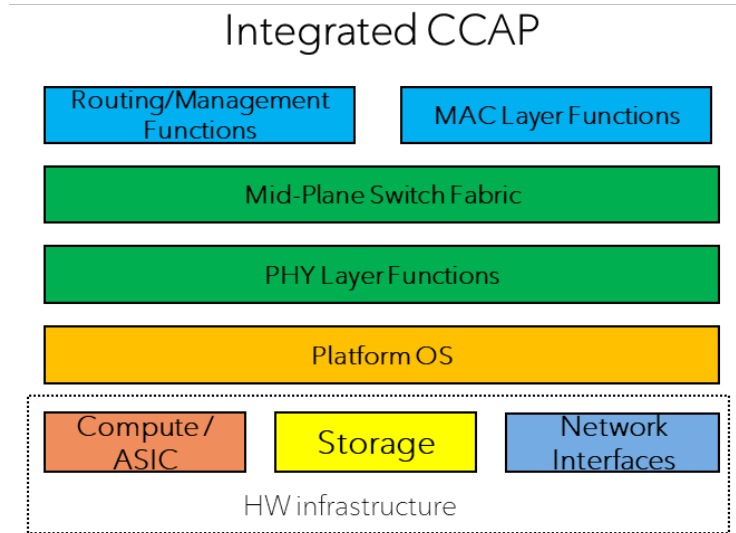 Integrated CCAP
Routing/Management
Functions
MAC Layer Functions
Mid-Plane Switch Fabric
PHY Layer Functions
Platform OS
Compute /
ASIC
Storage
Network
Interfaces
HW infrastructure